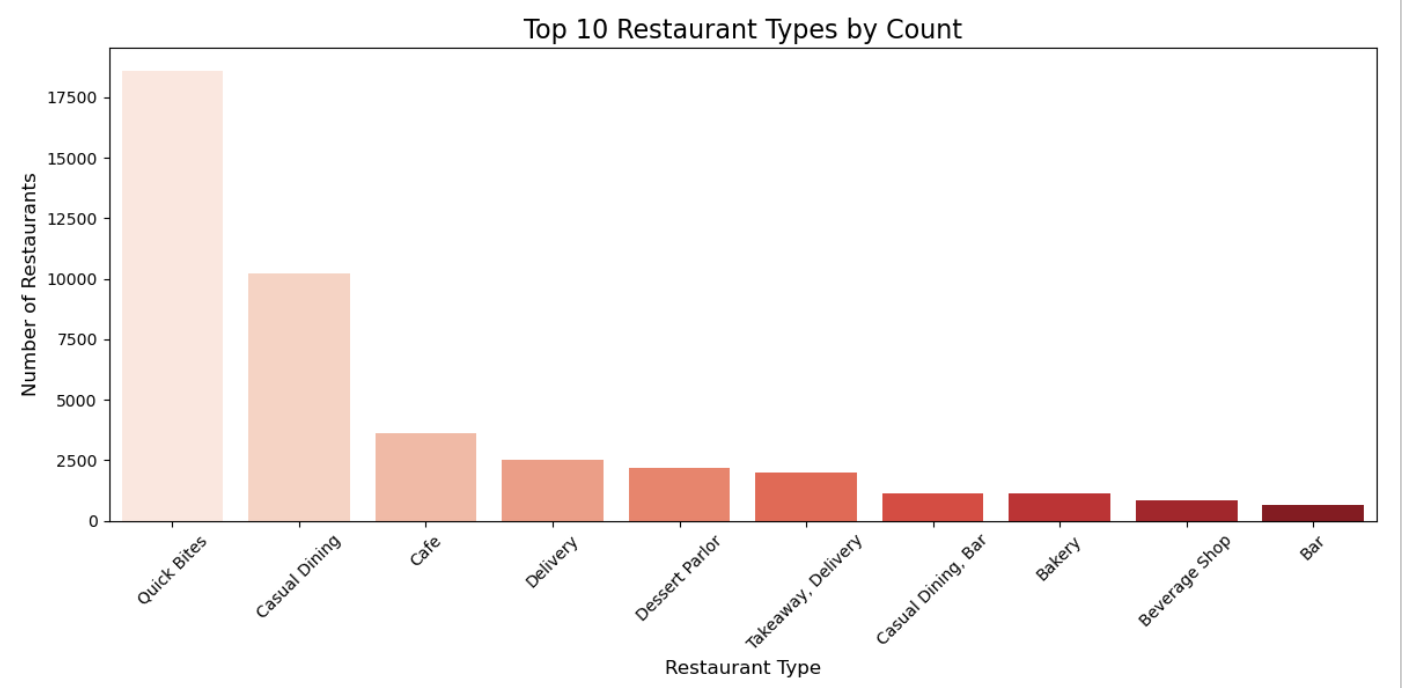 Top 10 Restaurant Types by Count
Number of Restaurants
17500
15000
12500
10000
7500
5000
2500
0
Quick Bites
Casual Dining
Cafe
Delivery
Dessert Parlor
Takeaway, Delivery
Casual Dining, Bar
Bakery
Beverage Shop
Bar
Restaurant Type